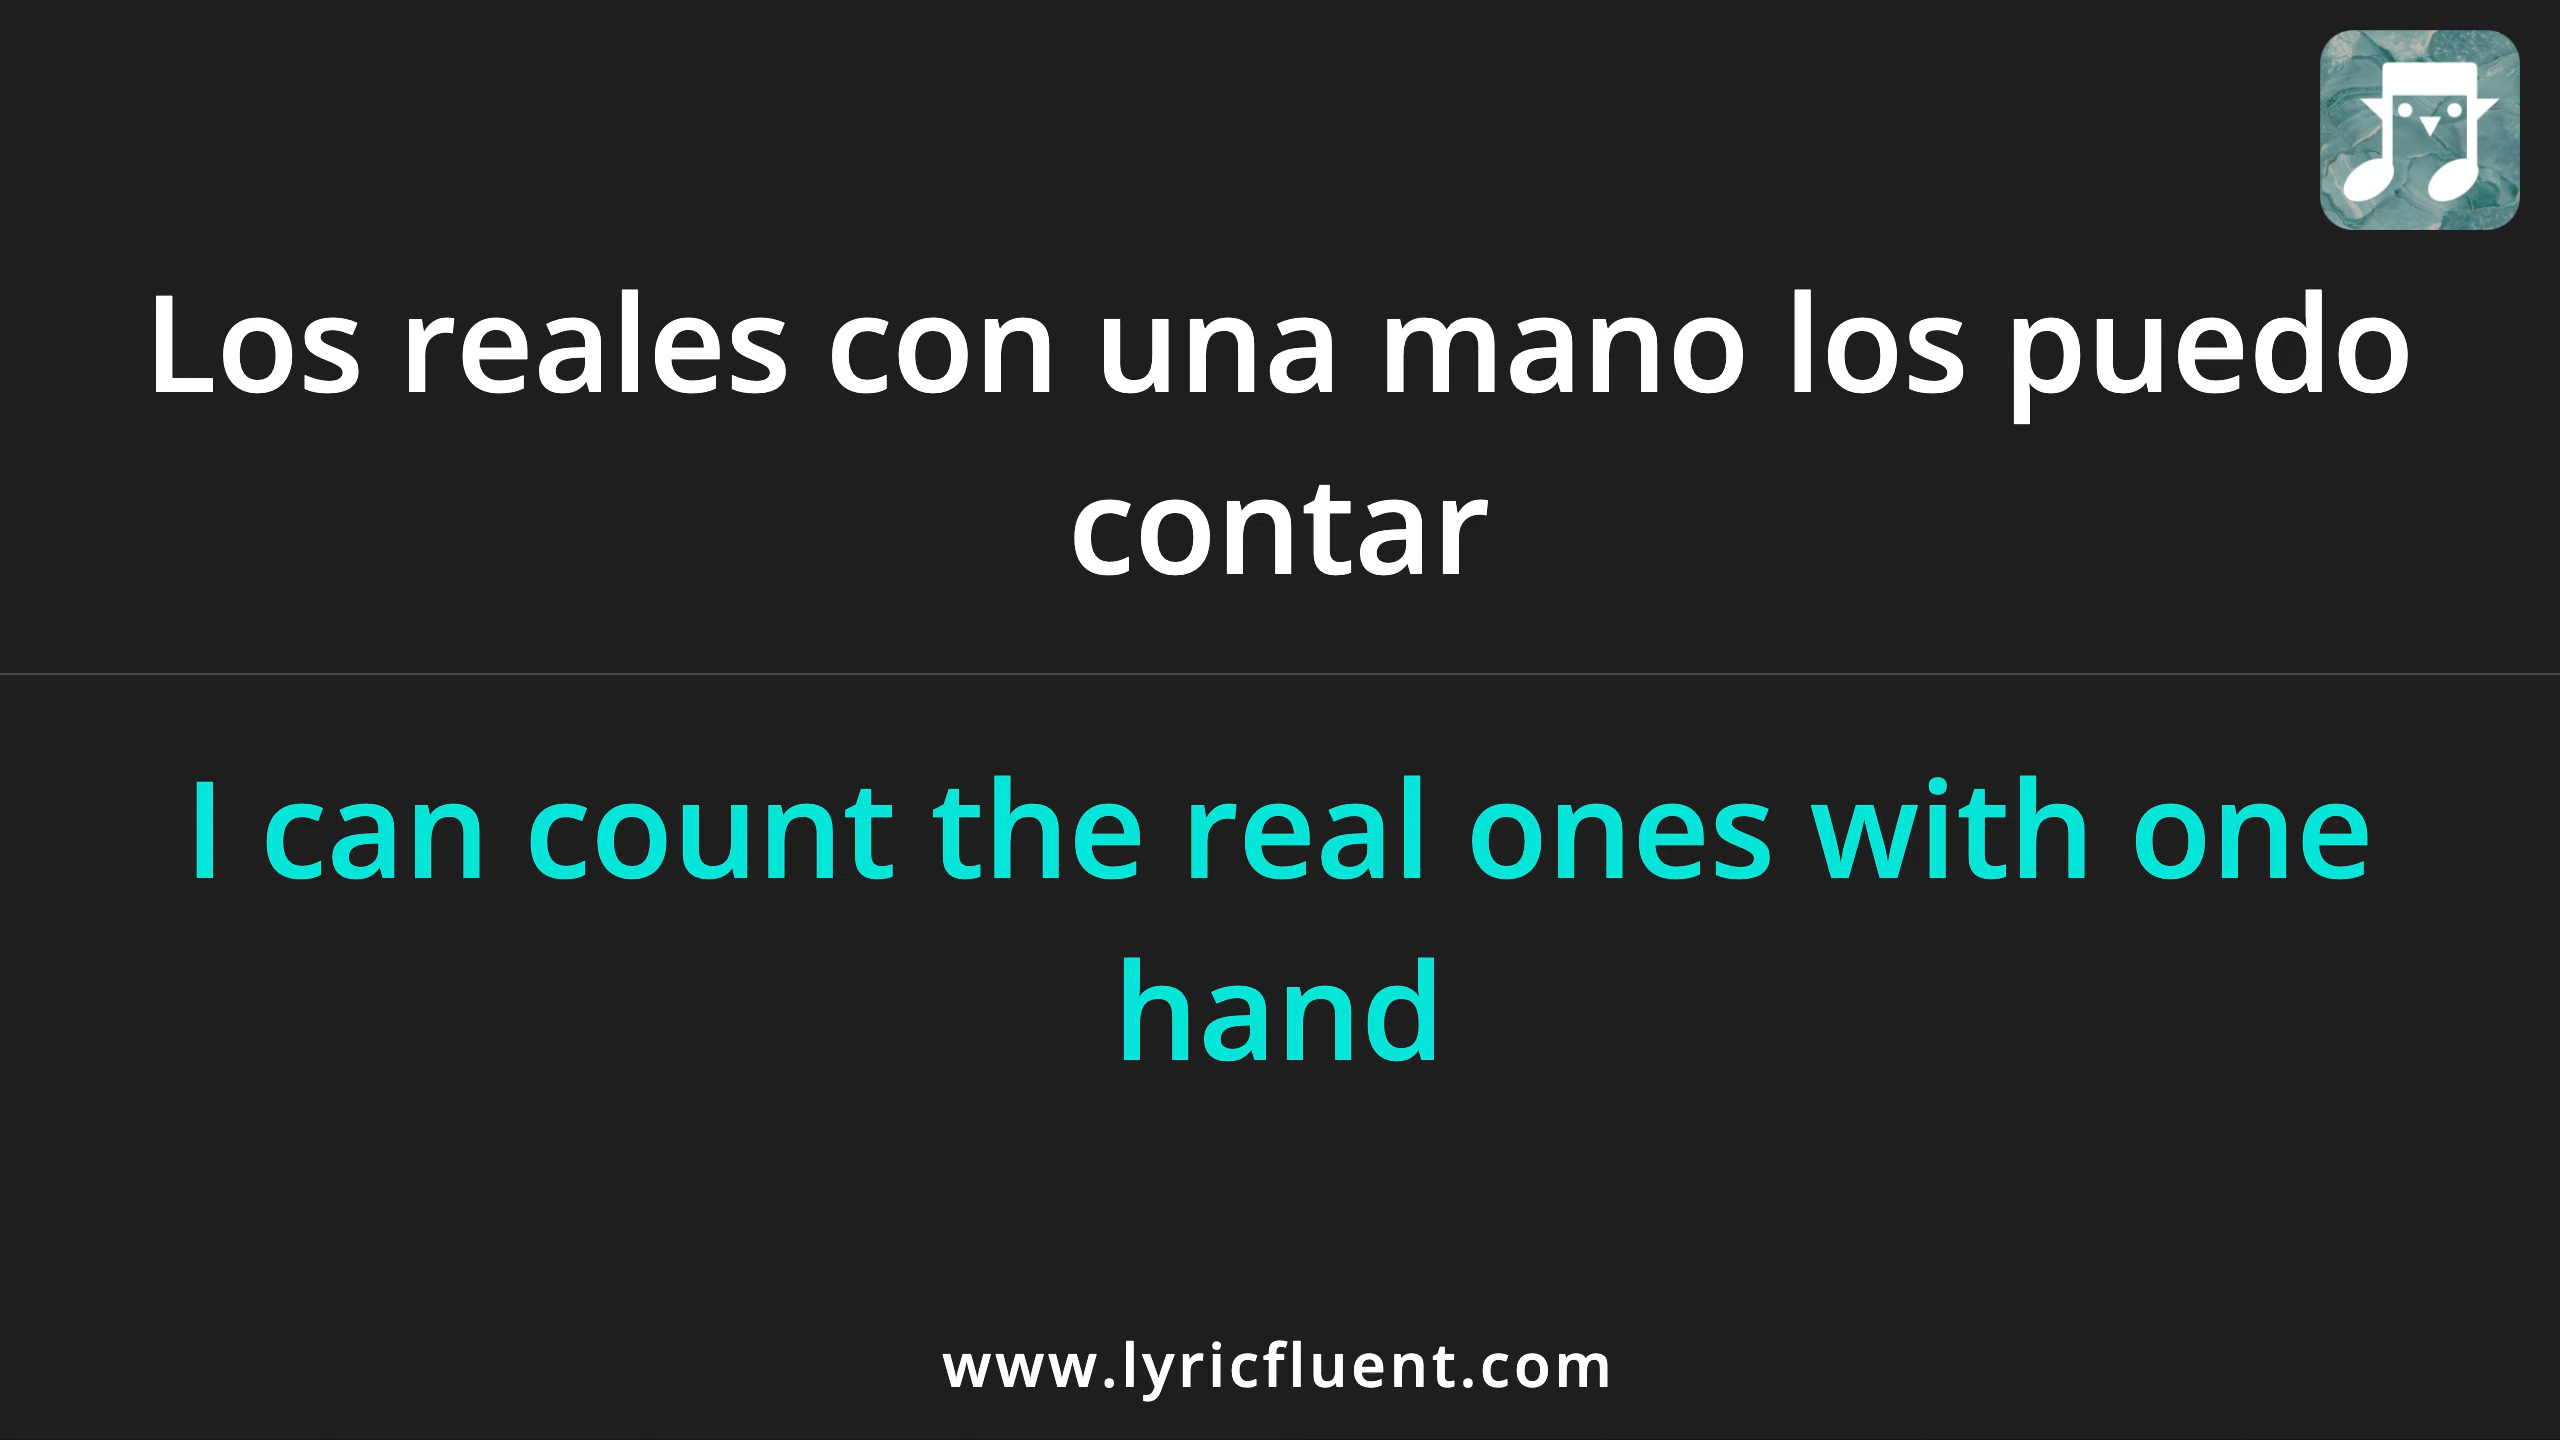 Los reales con una mano los puedo
contar
I can count the real ones with one
hand
www.lyricfluent.com